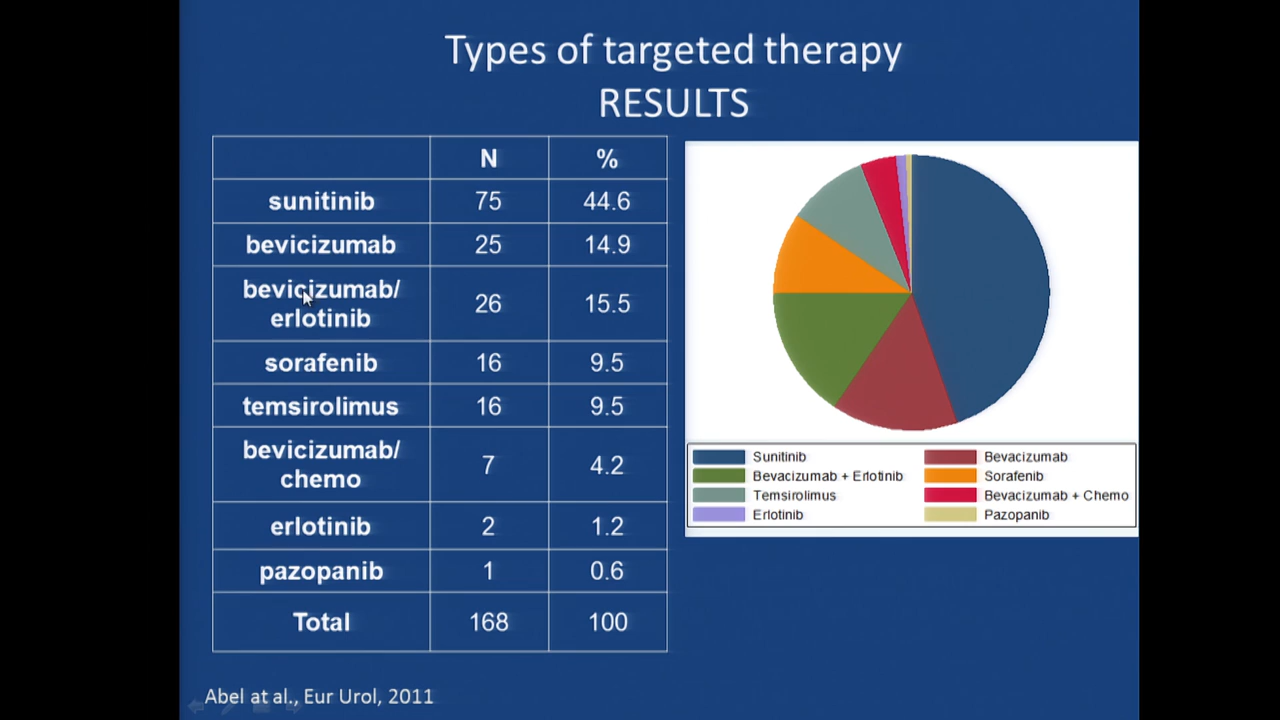 Types of targeted therapy
RESULTS
N %
sunitinib 75 44.6
bevicizumab 25 14.9
bevicizumab/
erlotinib 26 15.5
sorafenib 16 9.5
temsirolimus 16 9.5
bevicizumab/
chemo 7 4.2
erlotinib 2 1.2
pazopanib 1 0.6
Total 168 100
Sunitinib Bevacizumab
Bevacizumab + Erlotinib Sorafenib
Temsirolimus Bevacizumab + Chemo
Erlotinib Pazopanib
Abel at al., Eur Urol, 2011